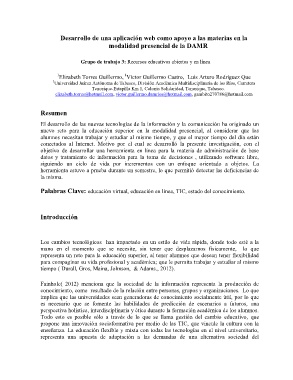 Desarrollo de una aplicación web como apoyo a las materias en la
modalidad presencial de la DAMR
Grupo de trabajo 3: Recursos educativos abiertos y en línea
Elizabeth Torres Guillermo, Víctor Guillermo Castro, Luis Arturo Rodríguez Que
Universidad Juárez Autónoma de Tabasco, División Académica Multidisciplinaria de los Ríos, Carretera
Tenosique-Estapilla Km 1, Colonia Solidaridad, Tenosique, Tabasco
Resumen
El desarrollo de las nuevas tecnologías de la información y la comunicación ha originado un
nuevo reto para la educación superior en la modalidad presencial, al considerar que los
alumnos necesitan trabajar y estudiar al mismo tiempo, y que el mayor tiempo del día están
conectados al Internet. Motivo por el cual se desarrolló la presente investigación, con el
objetivo de desarrollar una herramienta en línea para la materia de administración de base
datos y tratamiento de información para la toma de decisiones , utilizando software libre,
siguiendo un ciclo de vida por incrementos con un enfoque orientado a objetos. La
herramienta estuvo a prueba durante un semestre, lo que permitió detectar las deficiencias
de la misma.
Palabras Clave: educación virtual, educación en línea, TIC, estado del conocimiento.
Introducción
Los cambios tecnológicos han impactado en el estilo de vida rápida, donde todo esté a la
mano en el momento que se necesite, sin tener que desplazarnos físicamente, lo que
representa un reto para la educación superior, al tener alumnos que desean tener flexibilidad
para compaginar su vida profesional y académica; que le permita trabajar y estudiar al mismo
tiempo ( Durall, Gros, Maina, Johnson, & Adams, 2012).
Fainholc( 2012) menciona que la sociedad de la información representa la producción de
conocimiento, como resultado de la relación entre personas, grupos y organizaciones. Lo que
implica que las universidades sean generadoras de conocimiento socialmente útil, por lo que
es necesario que se fomente las habilidades de predicción de escenarios a futuros, una
perspectiva holística, interdisciplinaria y ética durante la formación académica de los alumnos.
Todo esto es posible sólo a través de lo que se llama gestión del cambio educativo, que
propone una innovación socioformativa por medio de las TIC, que vincule la cultura con la
enseñanza. La educación flexible y mixta con todas las tecnologías en el nivel universitario,
representa una apuesta de adaptación a las demandas de una alternativa sociedad del